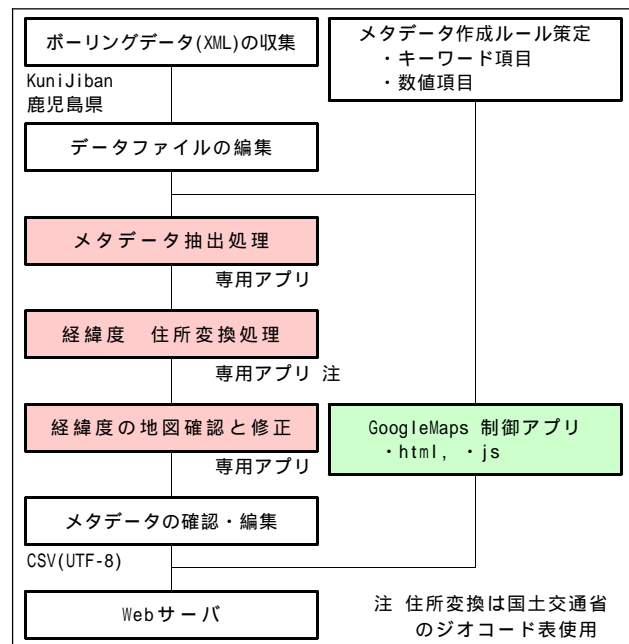 ボーリングデータ(XML)の収集
KuniJiban
鹿児島県
データファイルの編集
メタデータ作成ルール策定
・キーワード項目
・数値項目
メタデータ抽出処理
専用アプリ
経緯度　住所変換処理
専用アプリ 注
経緯度の地図確認と修正
専用アプリ
GoogleMaps 制御アプリ
・html, ・js
メタデータの確認・編集
CSV(UTF-8)
Webサーバ
注 住所変換は国土交通省
のジオコード表使用